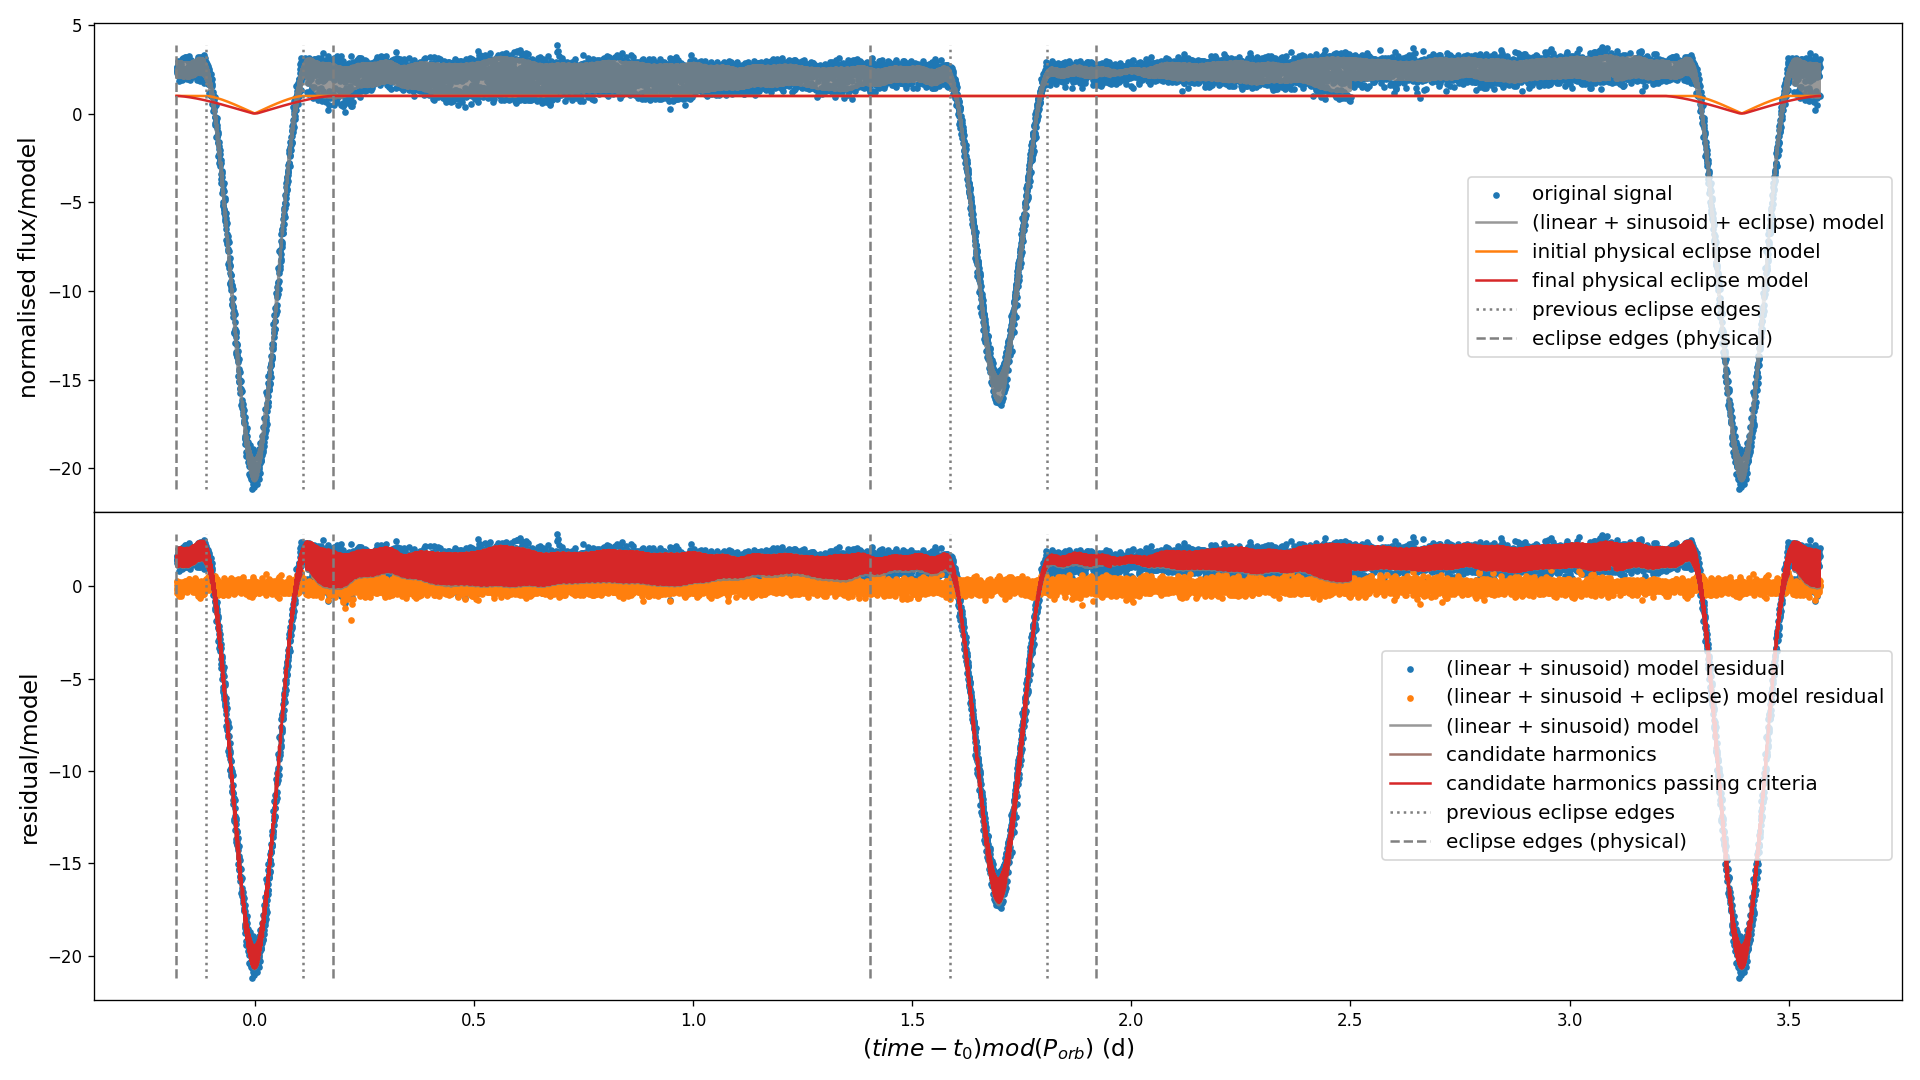 5
0
−5
−10
−15
−20
normalised flux/model
original signal
(linear + sinusoid + eclipse) model
initial physical eclipse model
final physical eclipse model
previous eclipse edges
eclipse edges (physical)
0
−5
−10
−15
−20
residual/model
(linear + sinusoid) model residual
(linear + sinusoid + eclipse) model residual
(linear + sinusoid) model
candidate harmonics
candidate harmonics passing criteria
previous eclipse edges
eclipse edges (physical)
0.0 0.5 1.0 1.5 2.0 2.5 3.0 3.5
(time − t₀)mod(Pₒᵣb) (d)